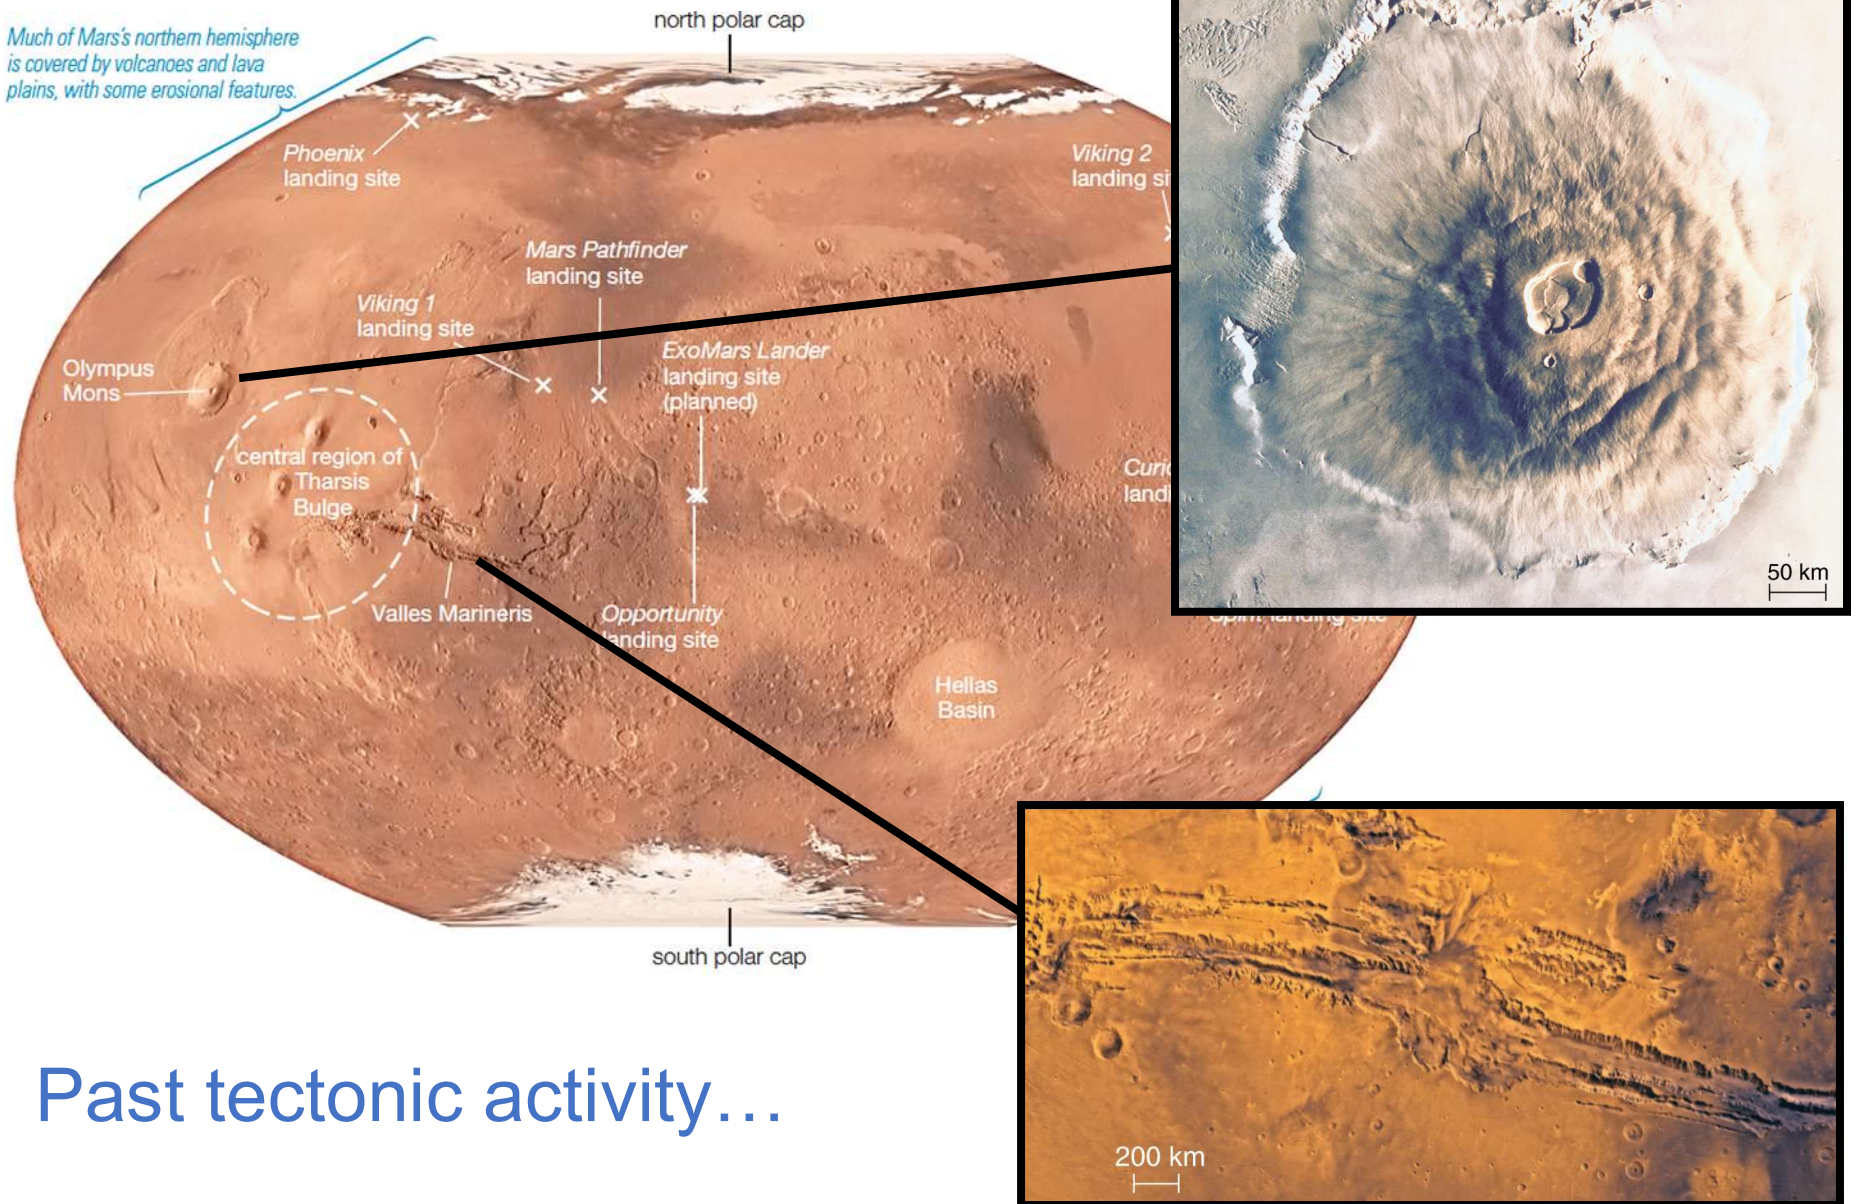 north polar cap
Much of Mars's northern hemisphere
is covered by volcanoes and lava
plains, with some erosional features.
Phoenix
landing site
Viking 2
landing
Mars Pathfinder
landing site
Viking 1
landing site
ExoMars Lander
landing site
(planned)
Olympus
Mons
central region of
Tharsis
Bulge
Valles Marineris
Opportunity
landing site
Hellas
Basin
Spirit landing site
50 km
south polar cap
200 km
Past tectonic activity…